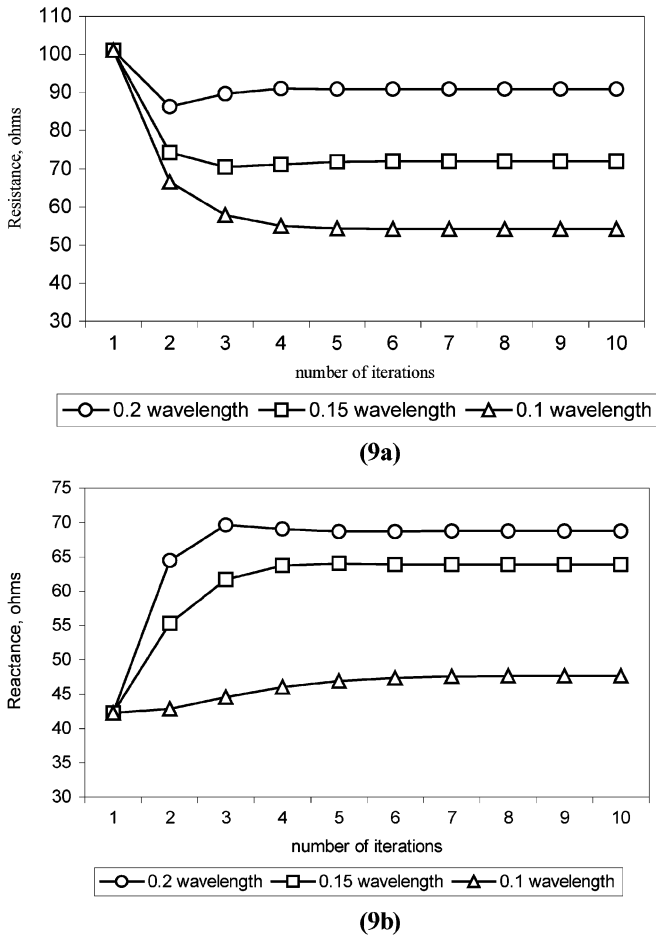 110
100
90
80
70
60
50
40
30
Resistance, ohms
1 2 3 4 5 6 7 8 9 10
number of iterations
0.2 wavelength 0.15 wavelength 0.1 wavelength
(9a)
75
70
65
60
55
50
45
40
35
30
Reactance, ohms
1 2 3 4 5 6 7 8 9 10
number of iterations
0.2 wavelength 0.15 wavelength 0.1 wavelength
(9b)